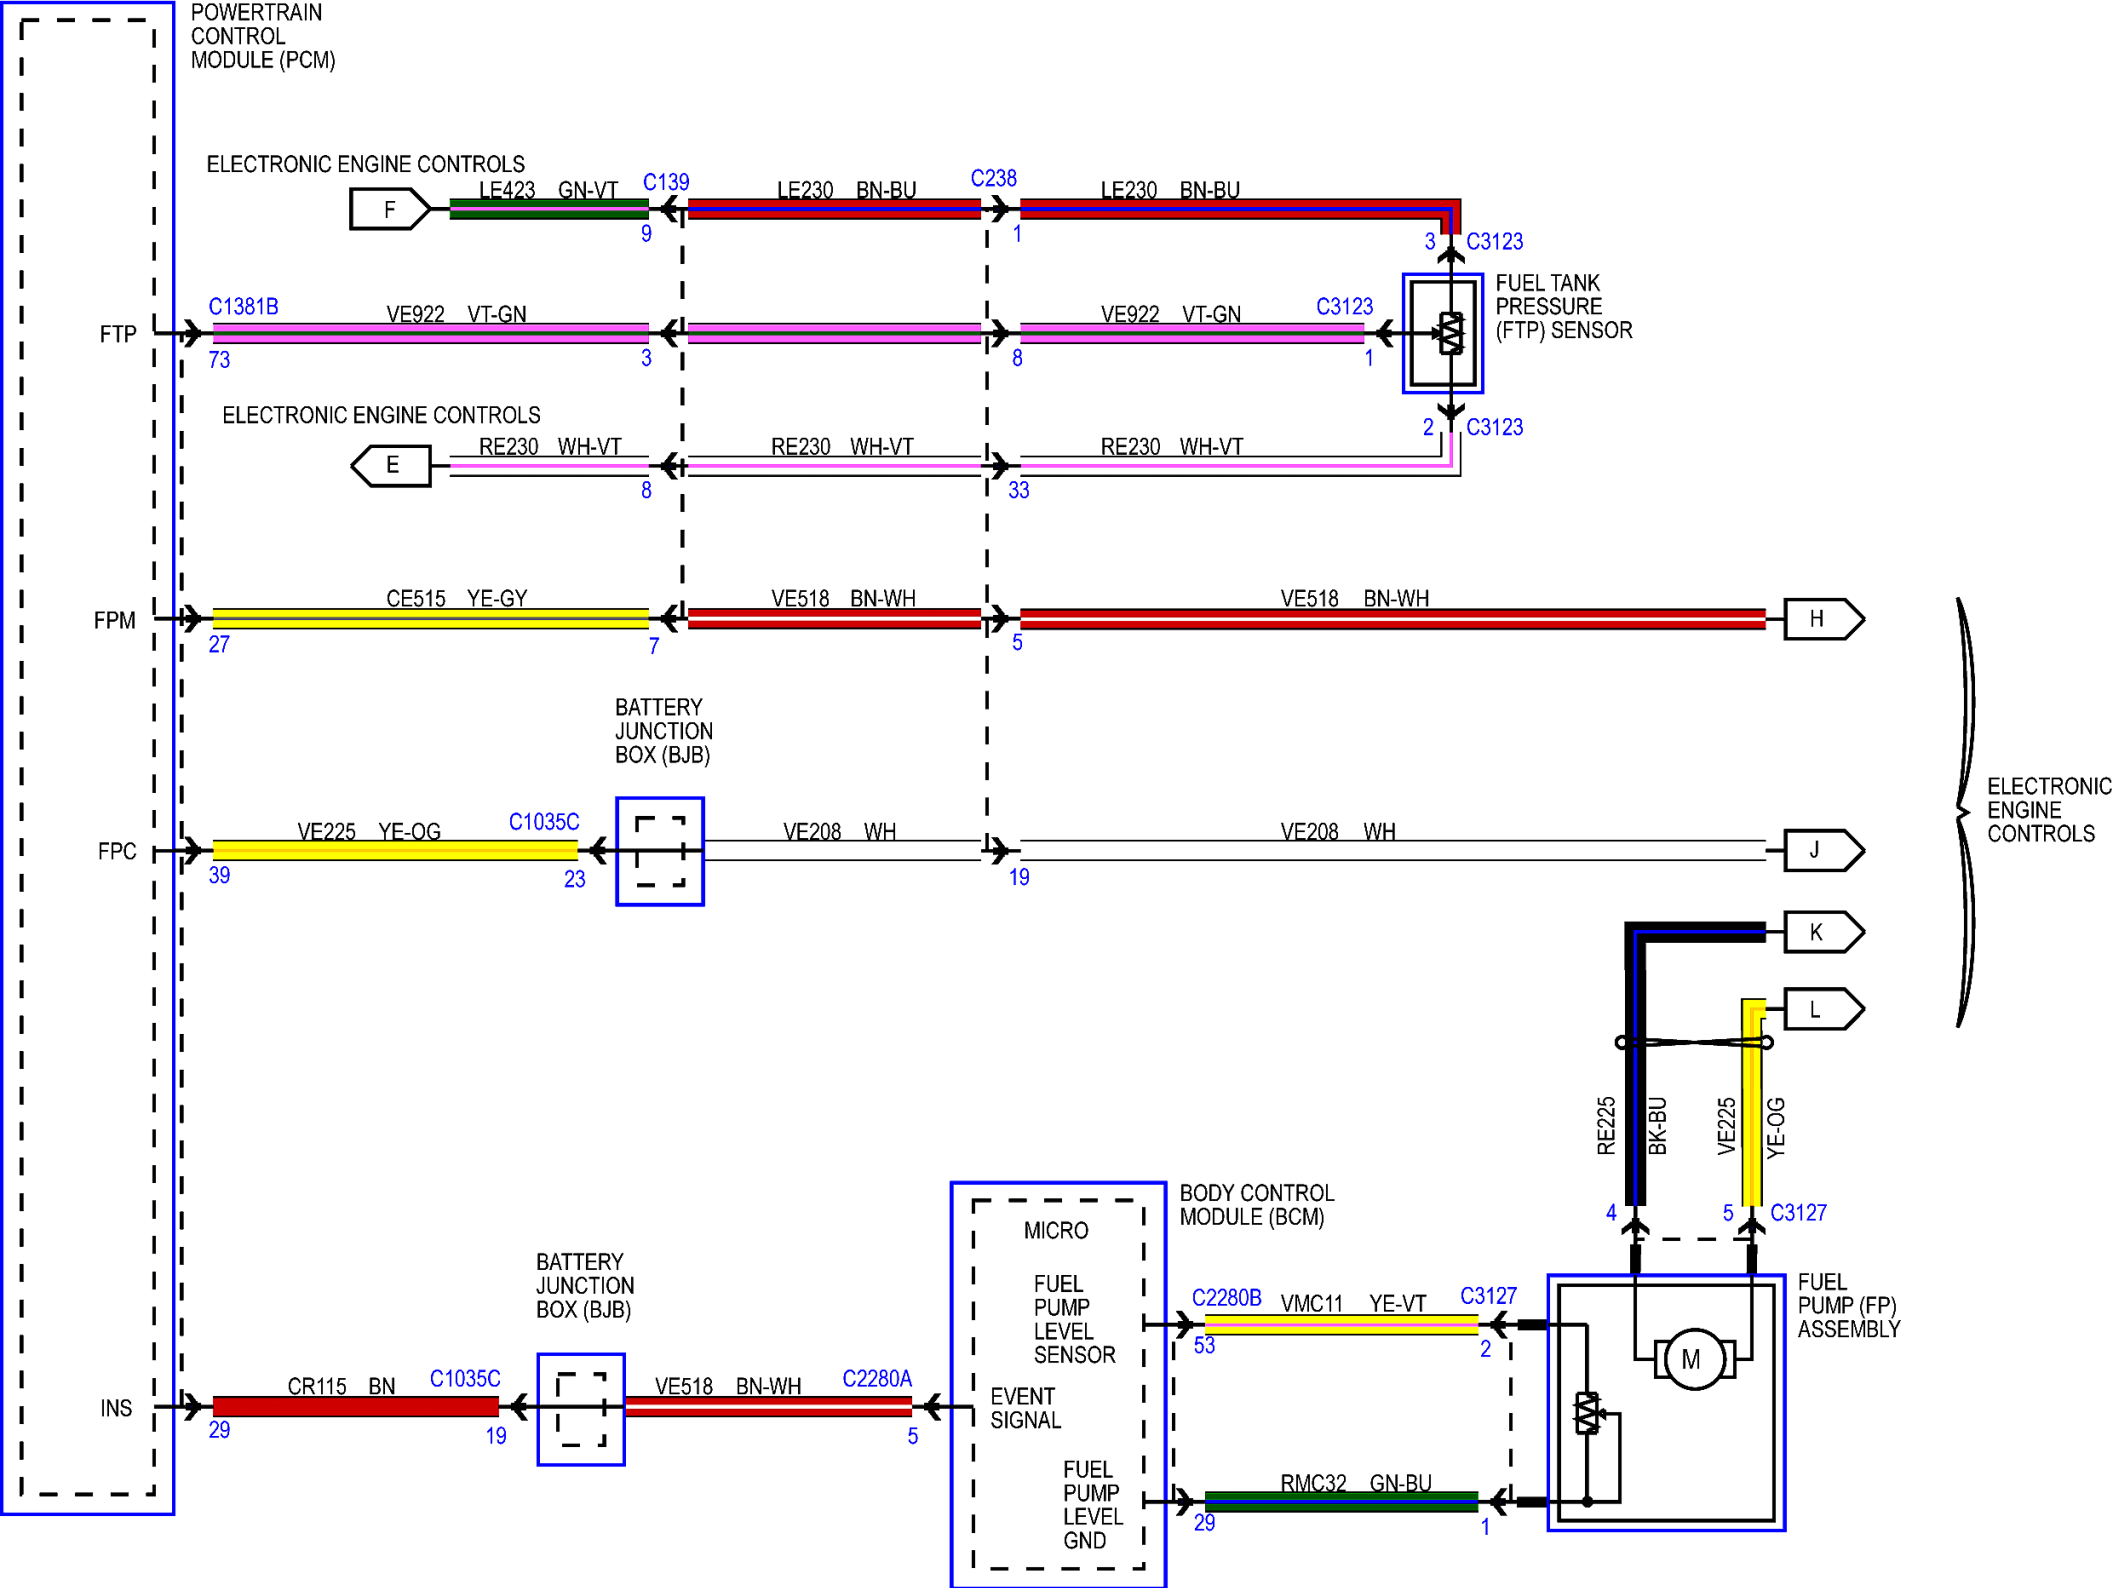 POWERTRAIN
CONTROL
MODULE (PCM)
ELECTRONIC ENGINE CONTROLS
F
LE423 GN-VT
C139
9
LE230 BN-BU
C238
1
LE230 BN-BU
3 C3123
FUEL TANK
PRESSURE
(FTP) SENSOR
FTP
C1381B
73
VE922 VT-GN
3
8
VE922 VT-GN
C3123
1
2 C3123
ELECTRONIC ENGINE CONTROLS
E
RE230 WH-VT
8
RE230 WH-VT
33
RE230 WH-VT
FPM
27
CE515 YE-GY
7
VE518 BN-WH
5
VE518 BN-WH
H
BATTERY
JUNCTION
BOX (BJB)
FPC
39
VE225 YE-OG
C1035C
23
VE208 WH
19
VE208 WH
J
K
L
ELECTRONIC
ENGINE
CONTROLS
RE225
BK-BU
VE225
YE-OG
4
5 C3127
BODY CONTROL
MODULE (BCM)
MICRO
FUEL
PUMP
LEVEL
SENSOR
EVENT
SIGNAL
FUEL
PUMP
LEVEL
GND
C2280B
53
VMC11 YE-VT
C3127
2
FUEL
PUMP (FP)
ASSEMBLY
M
BATTERY
JUNCTION
BOX (BJB)
INS
29
CR115 BN
C1035C
19
VE518 BN-WH
C2280A
5
29
RMC32 GN-BU
1